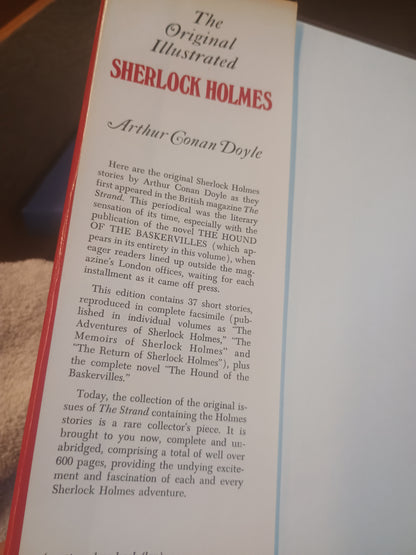 The
Original
Illustrated
SHERLOCK HOLMES
Arthur Conan Doyle
Here are the original Sherlock Holmes
stories by Arthur Conan Doyle as they
first appeared in the British magazine The
Strand. This periodical was the literary
sensation of its time, especially with the
publication of the novel THE HOUND
OF THE BASKERVILLES (which ap-
pears in its entirety in this volume), when
eager readers lined up outside the mag-
azine's London offices, waiting for each
installment as it came off press.
This edition contains 37 short stories,
reproduced in complete facsimile (pub-
lished in individual volumes as "The
Adventures of Sherlock Holmes," "The
Memoirs of Sherlock Holmes" and
"The Return of Sherlock Holmes"), plus
the complete novel "The Hound of the
Baskervilles."
Today, the collection of the original is-
sues of The Strand containing the Holmes
stories is a rare collector's piece. It is
brought to you now, complete and un-
abridged, comprising a total of well over
600 pages, providing the undying excite-
ment and fascination of each and every
Sherlock Holmes adventure.